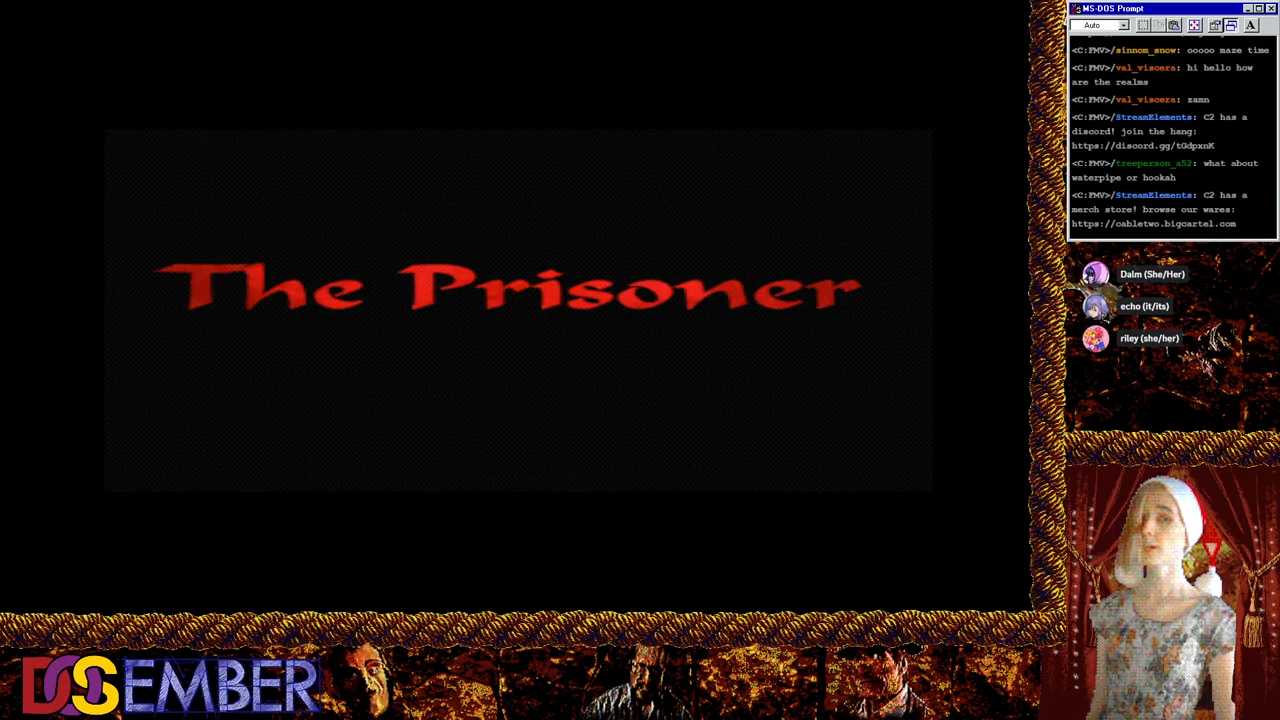 MS-DOS Prompt
Auto
A
<C:FMV>/sinnom_snow: ooooo maze time
<C:FMV>/val_viscera: hi hello how
are the realms
<C:FMV>/val_viscera: zamn
<C:FMV>/StreamElements: C2 has a
discord! join the hang:
https://discord.gg/tGdpxnK
<C:FMV>/treeperson_a52: what about
waterpipe or hookah
<C:FMV>/StreamElements: C2 has a
merch store! browse our wares:
https://cabletwo.bigcartel.com
The Prisoner
Dalm (She/Her)
echo (it/its)
riley (she/her)
DOSEMBER